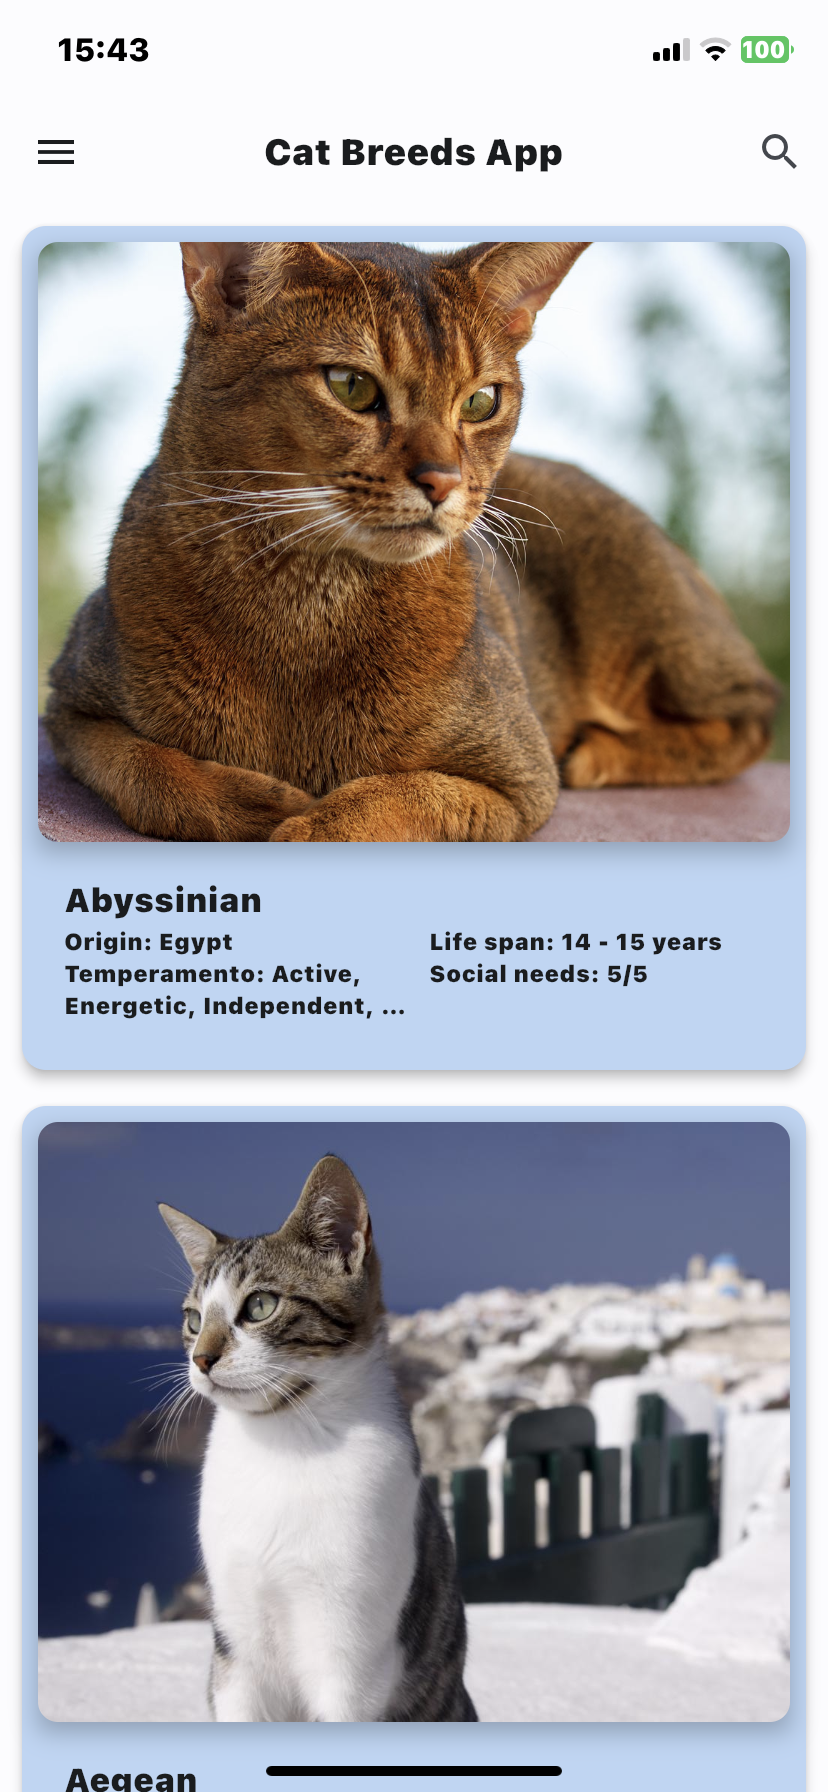 15:43
100
Cat Breeds App
Abyssinian
Origin: Egypt
Life span: 14 - 15 years
Temperamento: Active,
Social needs: 5/5
Energetic, Independent, ...
Aegean